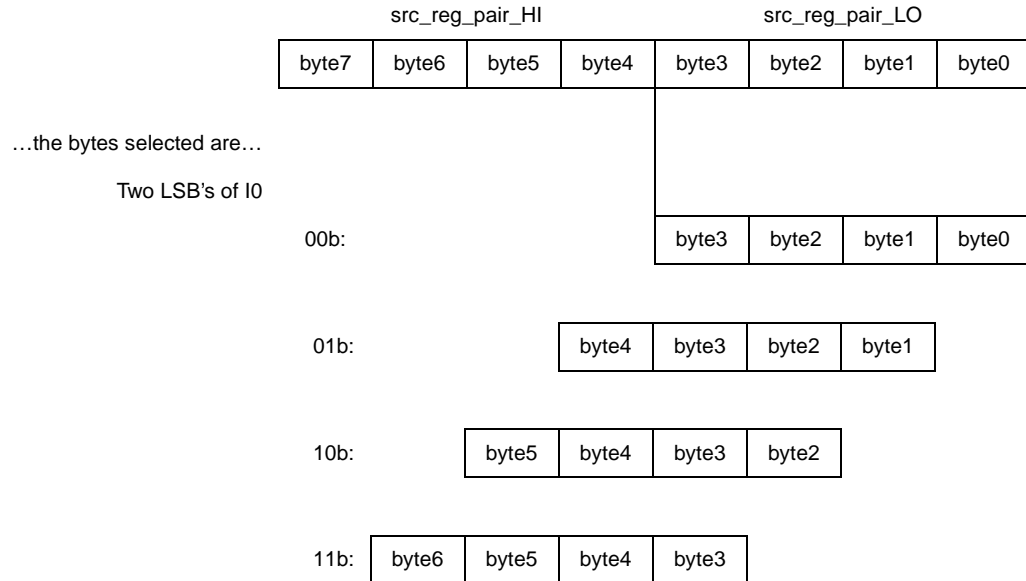 src_reg_pair_HI src_reg_pair_LO
byte7 byte6 byte5 byte4 byte3 byte2 byte1 byte0
…the bytes selected are…
Two LSB’s of I0
00b: byte3 byte2 byte1 byte0
01b: byte4 byte3 byte2 byte1
10b: byte5 byte4 byte3 byte2
11b: byte6 byte5 byte4 byte3